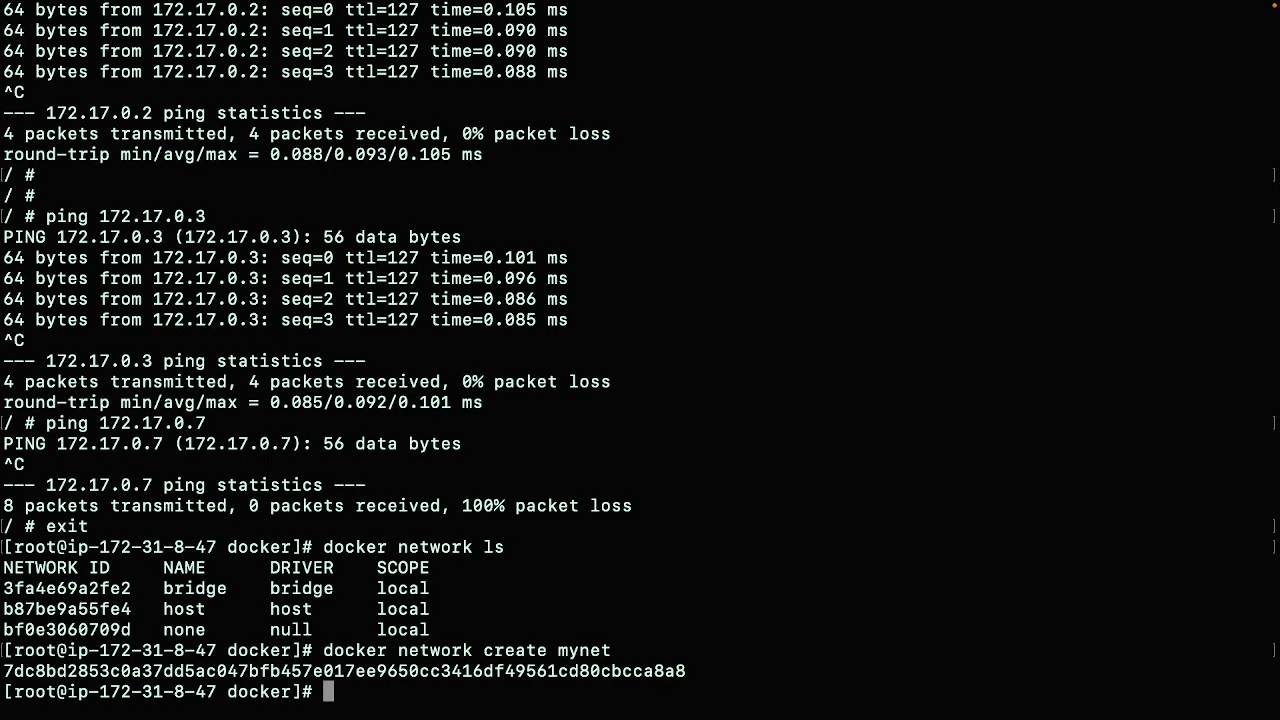 64 bytes from 172.17.0.2: seq=0 ttl=127 time=0.105 ms
64 bytes from 172.17.0.2: seq=1 ttl=127 time=0.090 ms
64 bytes from 172.17.0.2: seq=2 ttl=127 time=0.090 ms
64 bytes from 172.17.0.2: seq=3 ttl=127 time=0.088 ms
^C
--- 172.17.0.2 ping statistics ---
4 packets transmitted, 4 packets received, 0% packet loss
round-trip min/avg/max = 0.088/0.093/0.105 ms
[/ # ]
/ #
[/ # ping 172.17.0.3 ]
PING 172.17.0.3 (172.17.0.3): 56 data bytes
64 bytes from 172.17.0.3: seq=0 ttl=127 time=0.101 ms
64 bytes from 172.17.0.3: seq=1 ttl=127 time=0.096 ms
64 bytes from 172.17.0.3: seq=2 ttl=127 time=0.086 ms
64 bytes from 172.17.0.3: seq=3 ttl=127 time=0.085 ms
^C
--- 172.17.0.3 ping statistics ---
4 packets transmitted, 4 packets received, 0% packet loss
round-trip min/avg/max = 0.085/0.092/0.101 ms
[/ # ping 172.17.0.7 ]
PING 172.17.0.7 (172.17.0.7): 56 data bytes
^C
--- 172.17.0.7 ping statistics ---
8 packets transmitted, 0 packets received, 100% packet loss
[/ # exit ]
[root@ip-172-31-8-47 docker]# docker network ls ]
NETWORK ID NAME DRIVER SCOPE
3fa4e69a2fe2 bridge bridge local
b87be9a55fe4 host host local
bf0e3060709d none null local
[root@ip-172-31-8-47 docker]# docker network create mynet ]
7dc8bd2853c0a37dd5ac047bfb457e017ee9650cc3416df49561cd80cbcca8a8
[root@ip-172-31-8-47 docker]#